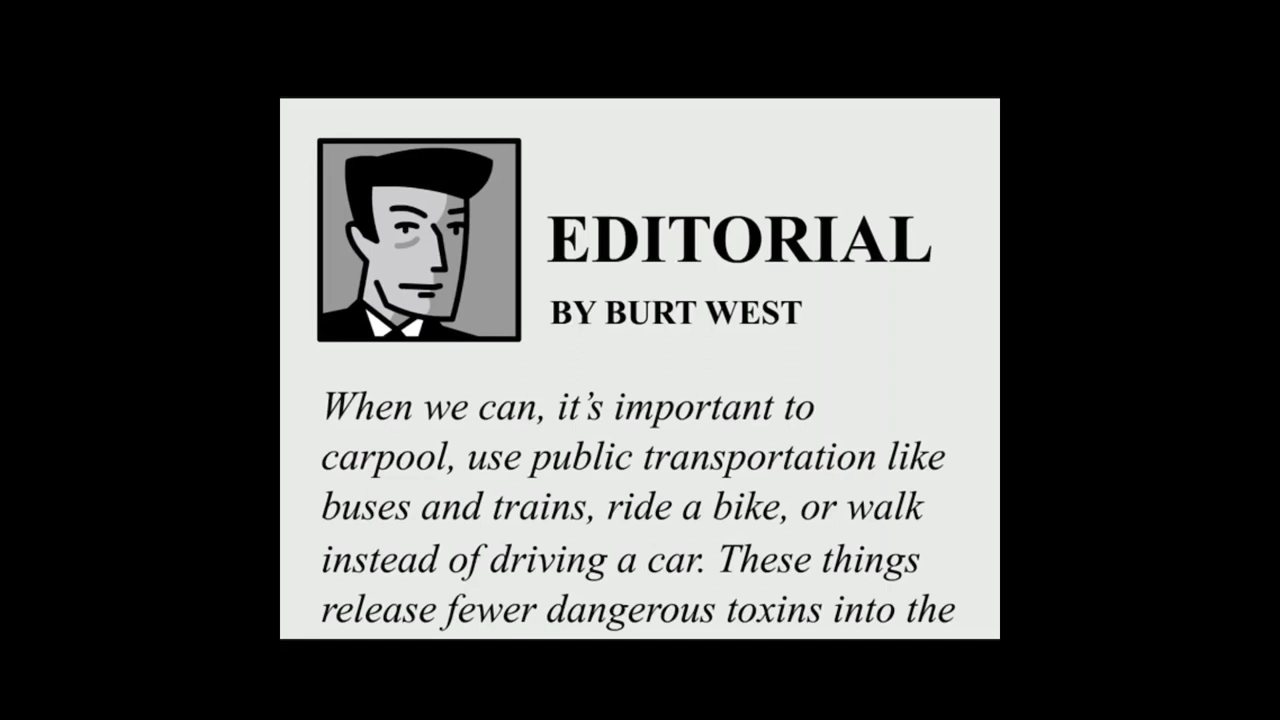 EDITORIAL
BY BURT WEST
When we can, it’s important to
carpool, use public transportation like
buses and trains, ride a bike, or walk
instead of driving a car. These things
release fewer dangerous toxins into the